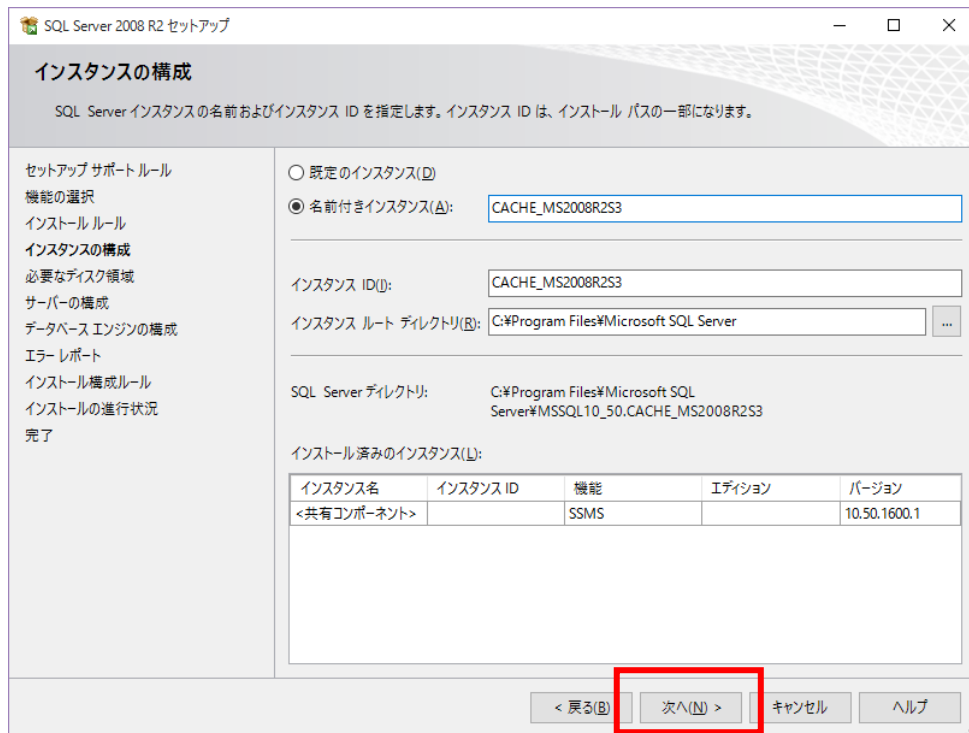 SQL Server 2008 R2 セットアップ
インスタンスの構成
SQL Server インスタンスの名前およびインスタンス ID を指定します。インスタンス ID は、インストール パスの一部になります。
セットアップ サポート ルール
機能の選択
インストール ルール
インスタンスの構成
必要なディスク領域
サーバーの構成
データベース エンジンの構成
エラー レポート
インストール構成ルール
インストールの進行状況
完了
既定のインスタンス(D)
名前付きインスタンス(A): CACHE_MS2008R2S3
インスタンス ID(I): CACHE_MS2008R2S3
インスタンス ルート ディレクトリ(R): C:¥Program Files¥Microsoft SQL Server ...
SQL Server ディレクトリ: C:¥Program Files¥Microsoft SQL
Server¥MSSQL10_50.CACHE_MS2008R2S3
インストール済みのインスタンス(L):
インスタンス名 インスタンス ID 機能 エディション バージョン
<共有コンポーネント> SSMS 10.50.1600.1
< 戻る(B) 次へ(N) > キャンセル ヘルプ